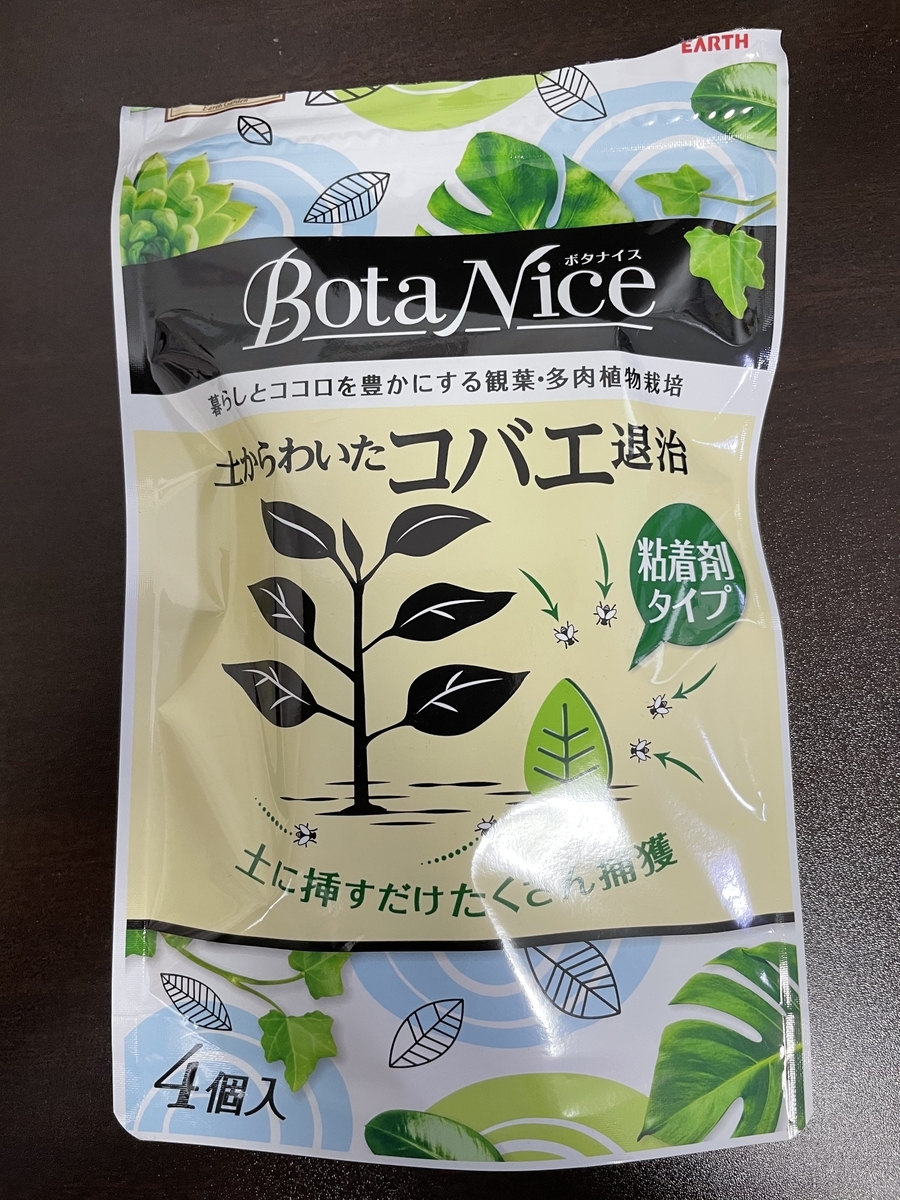 EARTH
Earth Garden
ボタナイス
BotaNice
暮らしとココロを豊かにする観葉・多肉植物栽培
土からわいたコバエ退治
粘着剤
タイプ
土に挿すだけたくさん捕獲
4個入